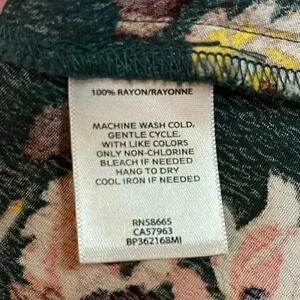 100% RAYON/RAYONNE
MACHINE WASH COLD,
GENTLE CYCLE,
WITH LIKE COLORS
ONLY NON-CHLORINE
BLEACH IF NEEDED
HANG TO DRY
COOL IRON IF NEEDED
RN58665
CA57963
BP362168MI